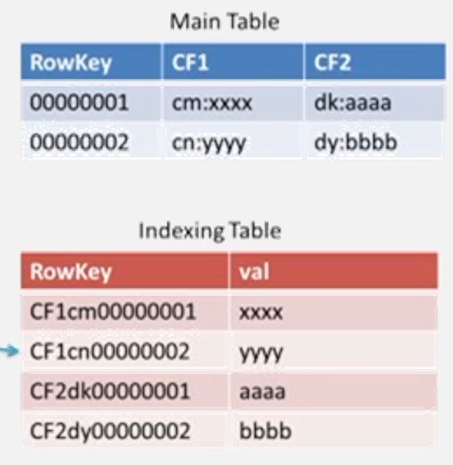 Main Table
RowKey CF1 CF2
00000001 cm:xxxx dk:aaaa
00000002 cn:yyyy dy:bbbb
Indexing Table
RowKey val
CF1cm00000001 xxxx
CF1cn00000002 yyyy
CF2dk00000001 aaaa
CF2dy00000002 bbbb